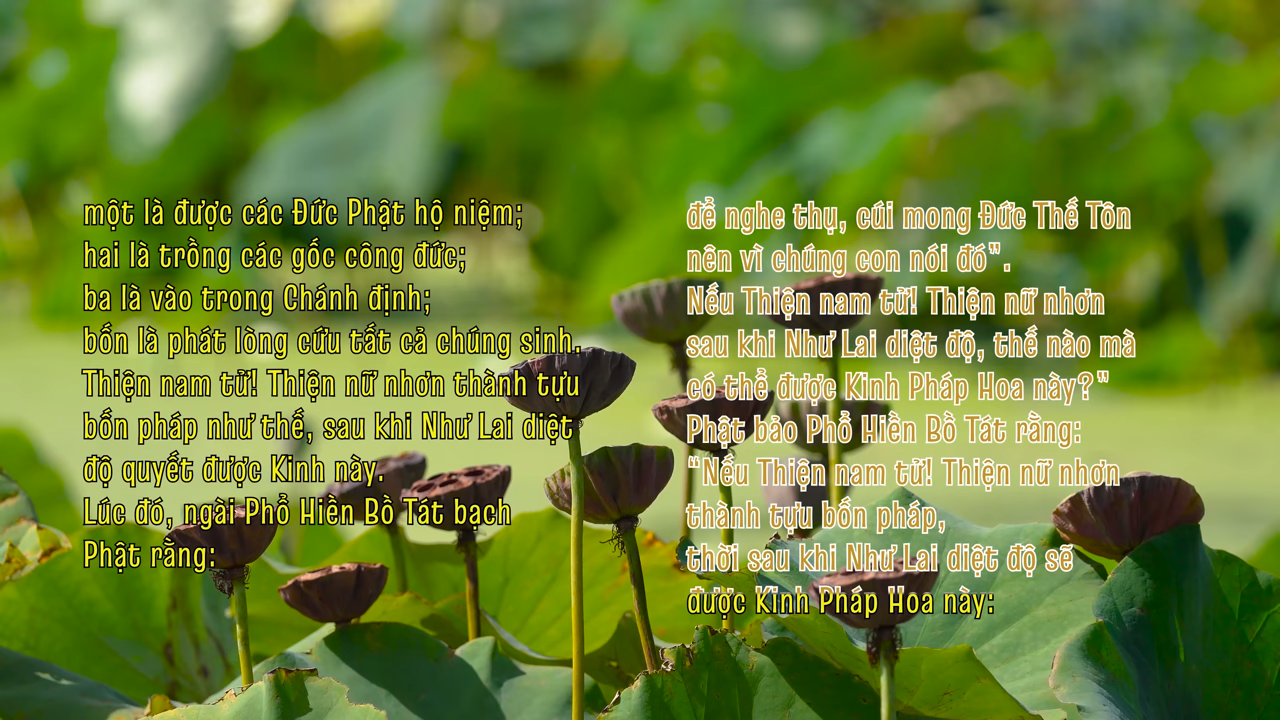 một là được các Đức Phật hộ niệm;
hai là trồng các gốc công đức;
ba là vào trong Chánh định;
bốn là phát lòng cứu tất cả chúng sinh.
Thiện nam tử! Thiện nữ nhơn thành tựu
bốn pháp như thế, sau khi Như Lai diệt
độ quyết được Kinh này.
Lúc đó, ngài Phổ Hiền Bồ Tát bạch
Phật rằng:
để nghe thụ, cúi mong Đức Thế Tôn
nên vì chúng con nói đó”.
Nếu Thiện nam tử! Thiện nữ nhơn
sau khi Như Lai diệt độ, thế nào mà
có thể được Kinh Pháp Hoa này?”
Phật bảo Phổ Hiền Bồ Tát rằng:
“Nếu Thiện nam tử! Thiện nữ nhơn
thành tựu bốn pháp,
thời sau khi Như Lai diệt độ sẽ
được Kinh Pháp Hoa này: